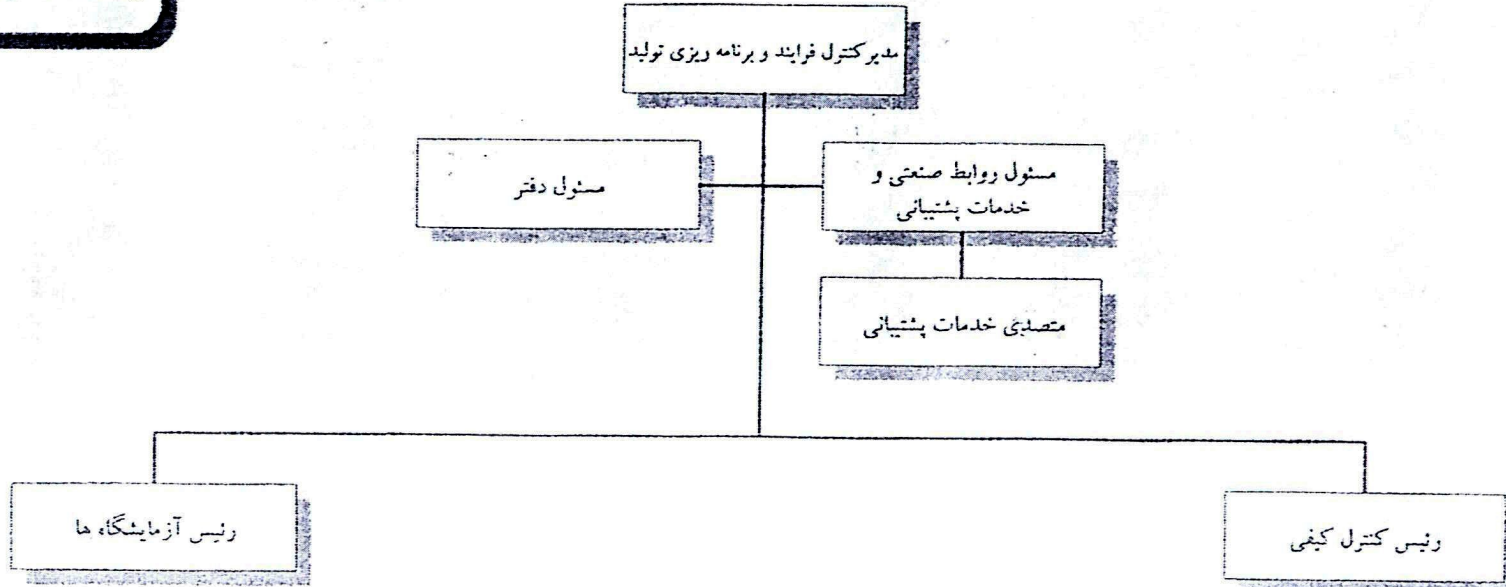 مدیر کنترل فرایند و برنامه ریزی تولید
مسئول روابط صنعتی و
خدمات پشتیبانی
مسئول دفتر
متصدی خدمات پشتیبانی
رئیس کنترل کیفی
رئیس آزمایشگاه ها